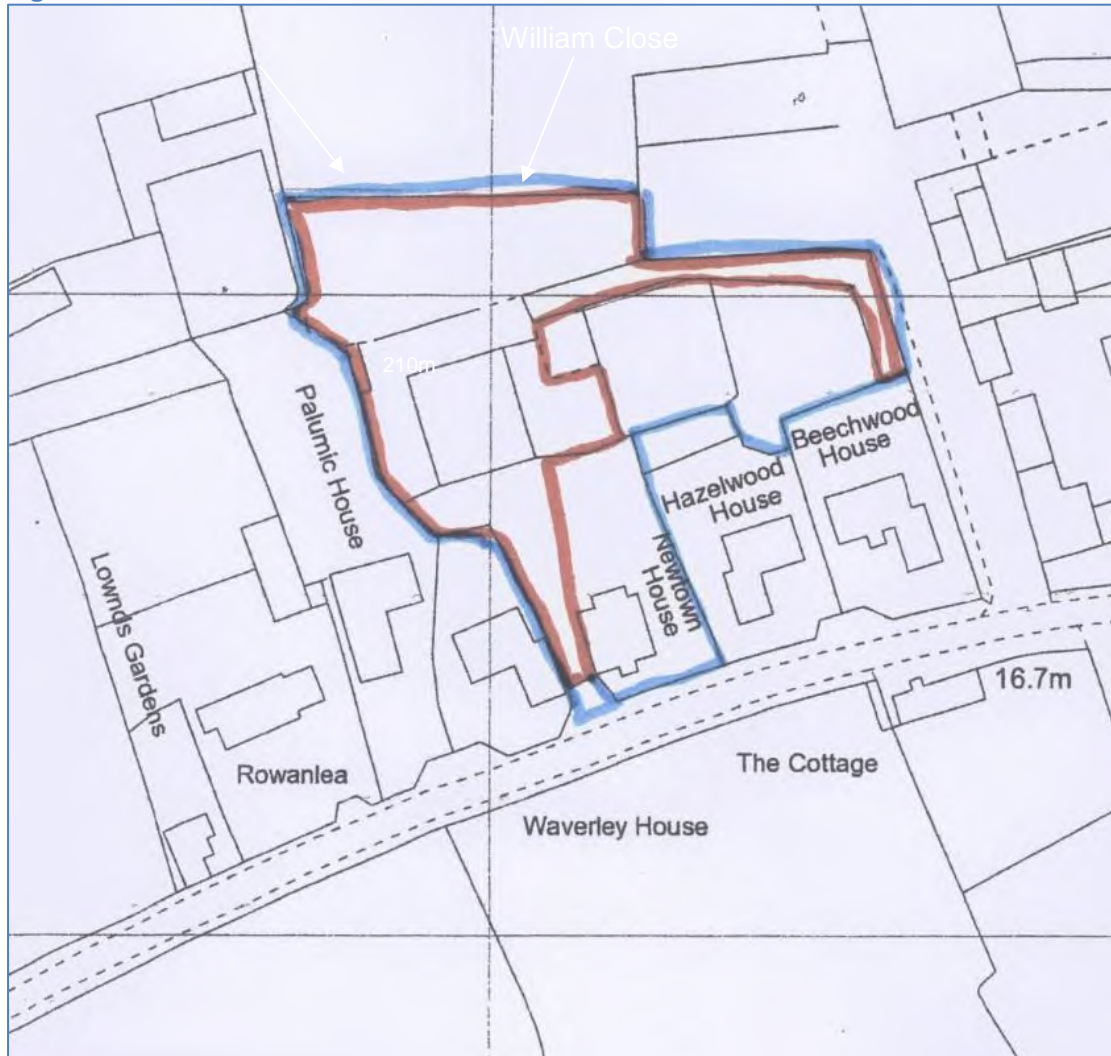 William Close
210m
Palumic House
Beechwood
House
Hazelwood
House
Newtown
House
Lownds Gardens
16.7m
Rowanlea
The Cottage
Waverley House